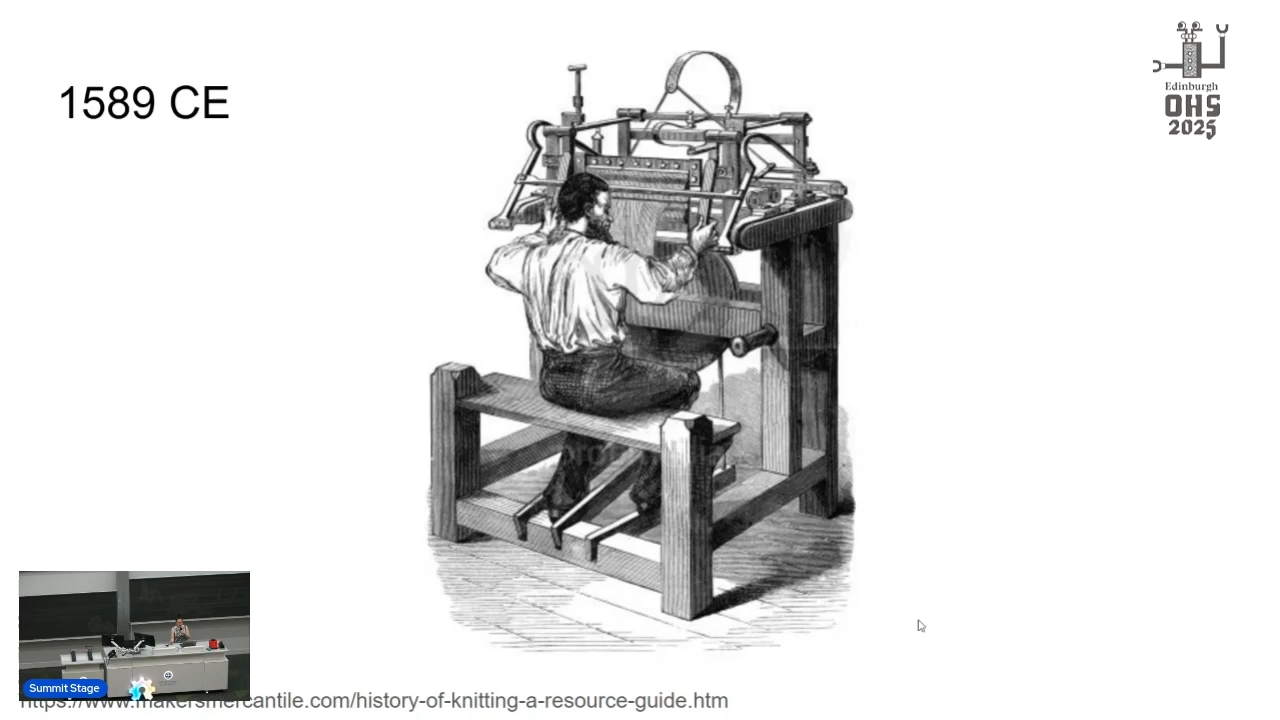 1589 CE
Edinburgh
OHS
2025
Summit Stage
https://www.makersmercantile.com/history-of-knitting-a-resource-guide.htm